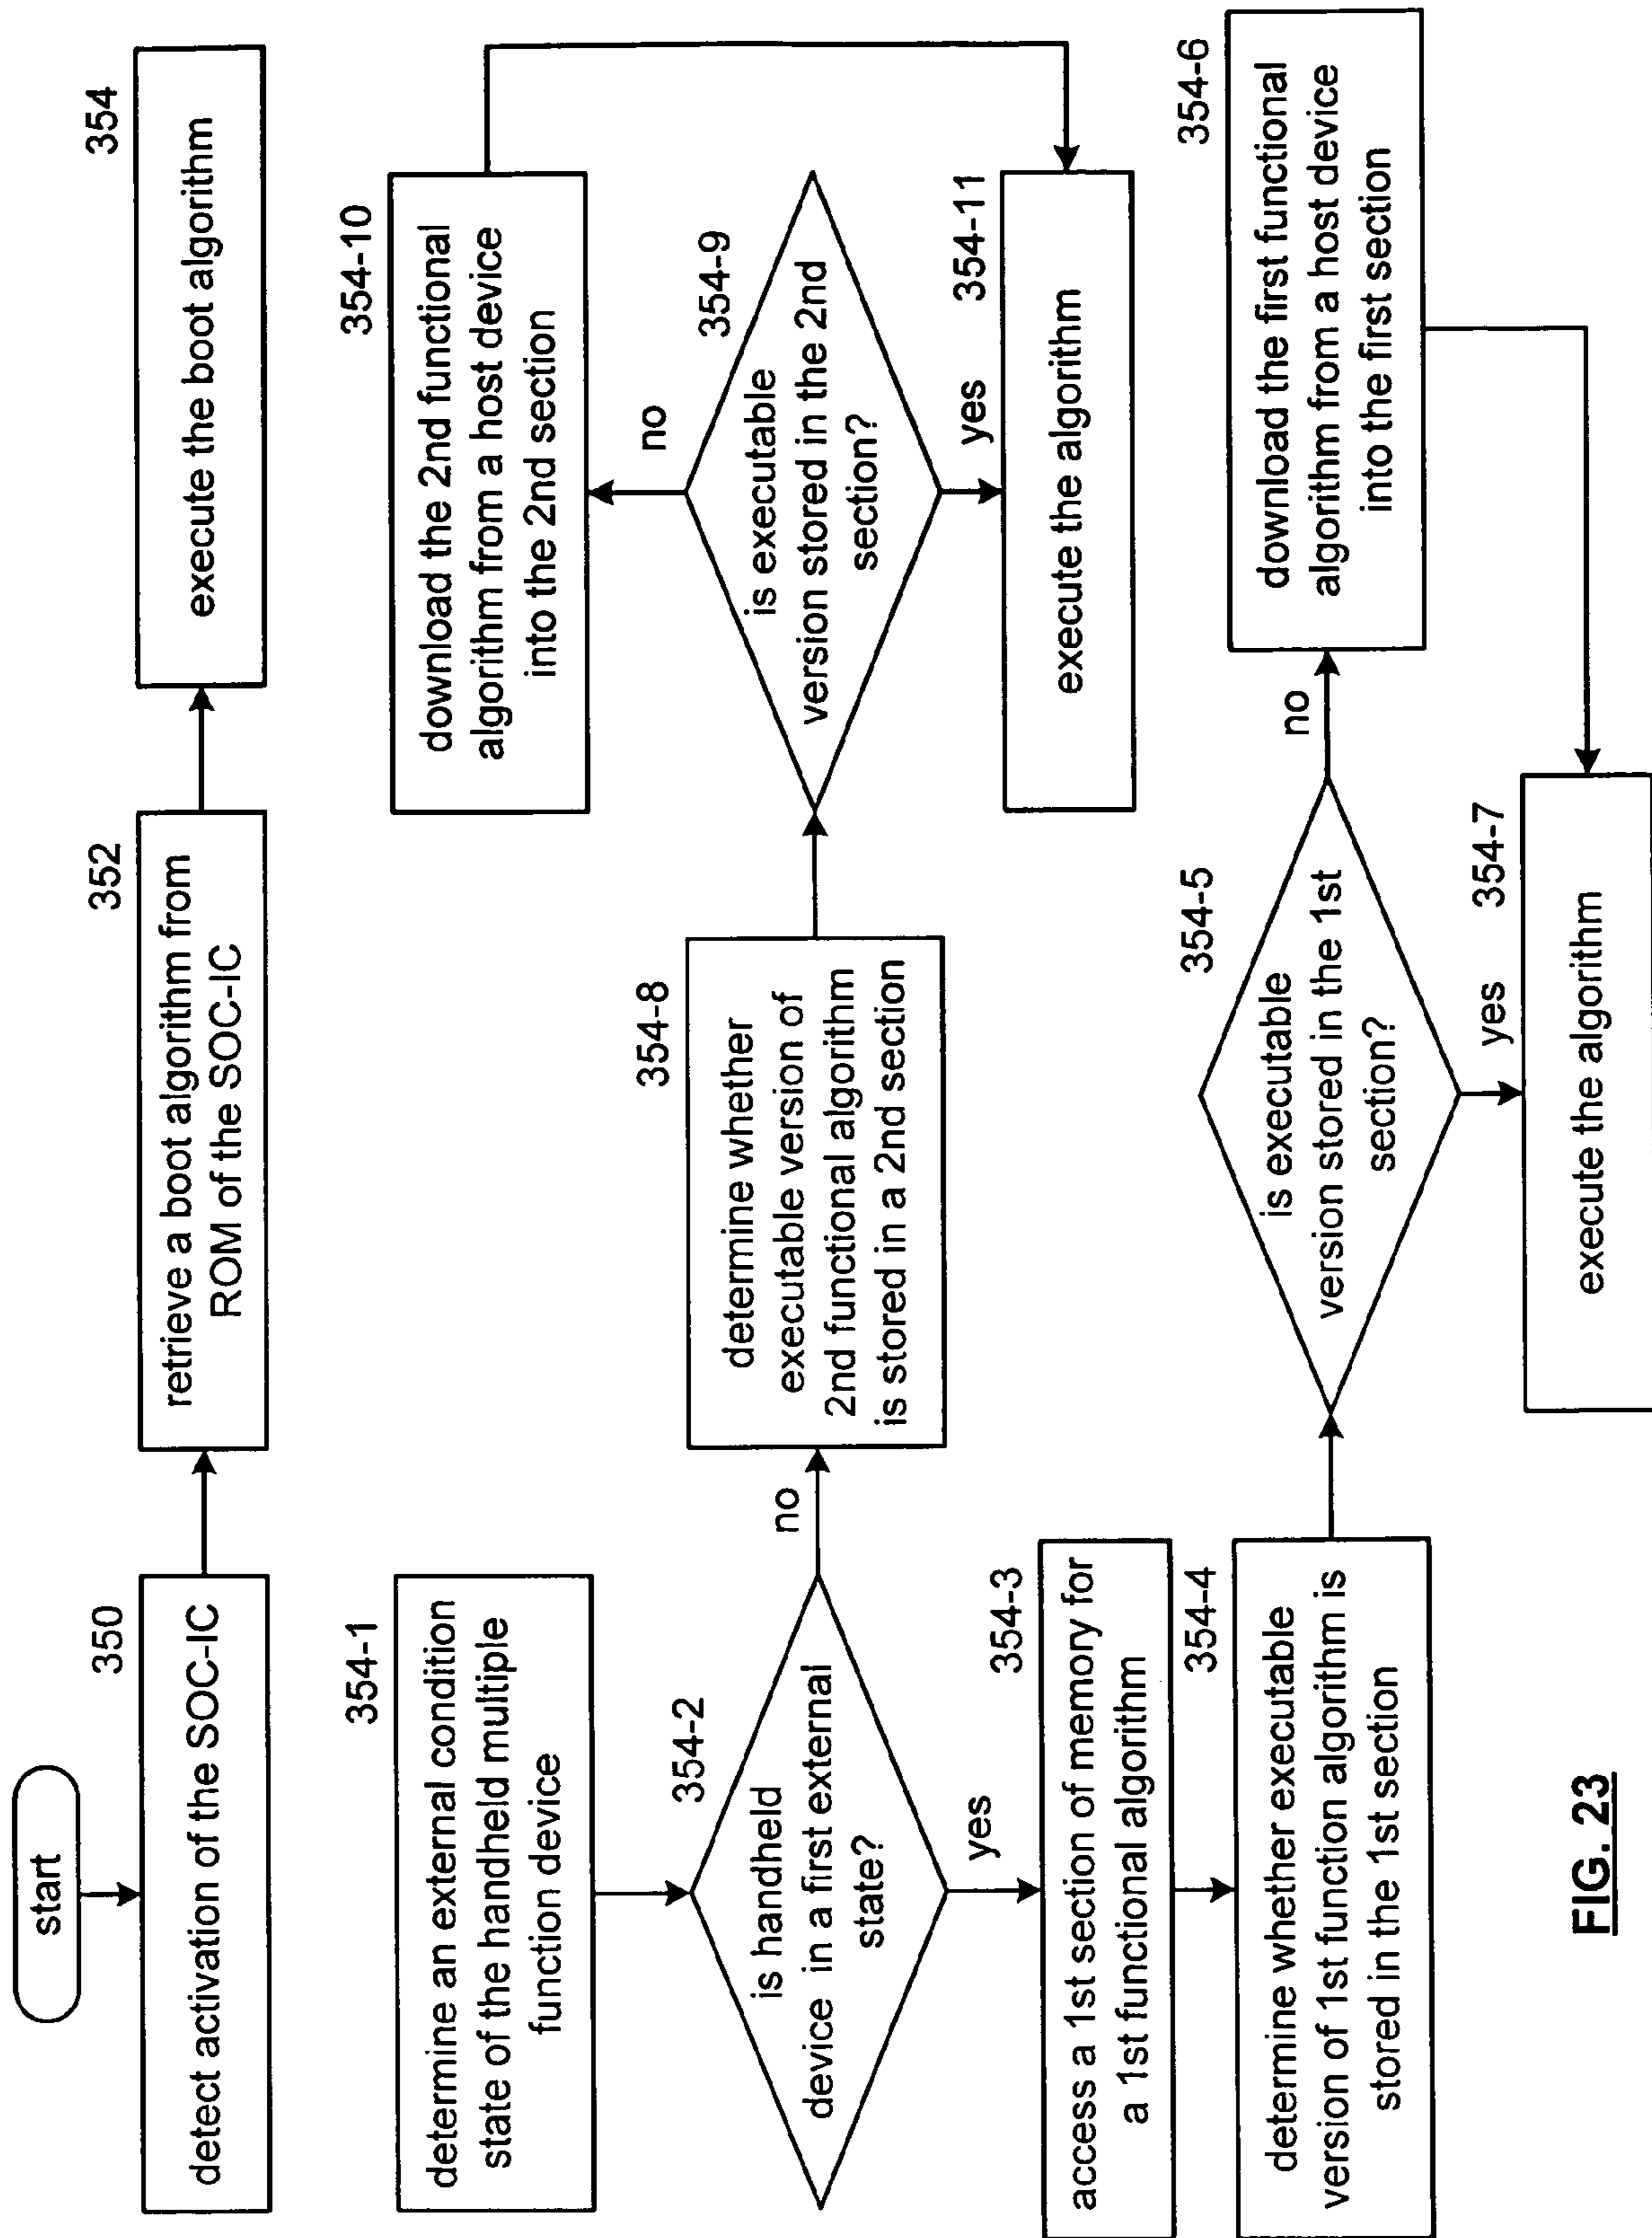 start
350
detect activation of the SOC-IC
352
retrieve a boot algorithm from
ROM of the SOC-IC
354
execute the boot algorithm
354-1
determine an external condition
state of the handheld multiple
function device
354-2
is handheld
device in a first external
state?
no
yes
354-3
access a 1st section of memory for
a 1st functional algorithm
354-4
determine whether executable
version of 1st function algorithm is
stored in the 1st section
354-5
is executable
version stored in the 1st
section?
no
yes
354-6
download the first functional
algorithm from a host device
into the first section
354-7
execute the algorithm
354-8
determine whether
executable version of
2nd functional algorithm
is stored in a 2nd section
354-9
is executable
version stored in the 2nd
section?
no
yes
354-10
download the 2nd functional
algorithm from a host device
into the 2nd section
354-11
execute the algorithm
FIG. 23